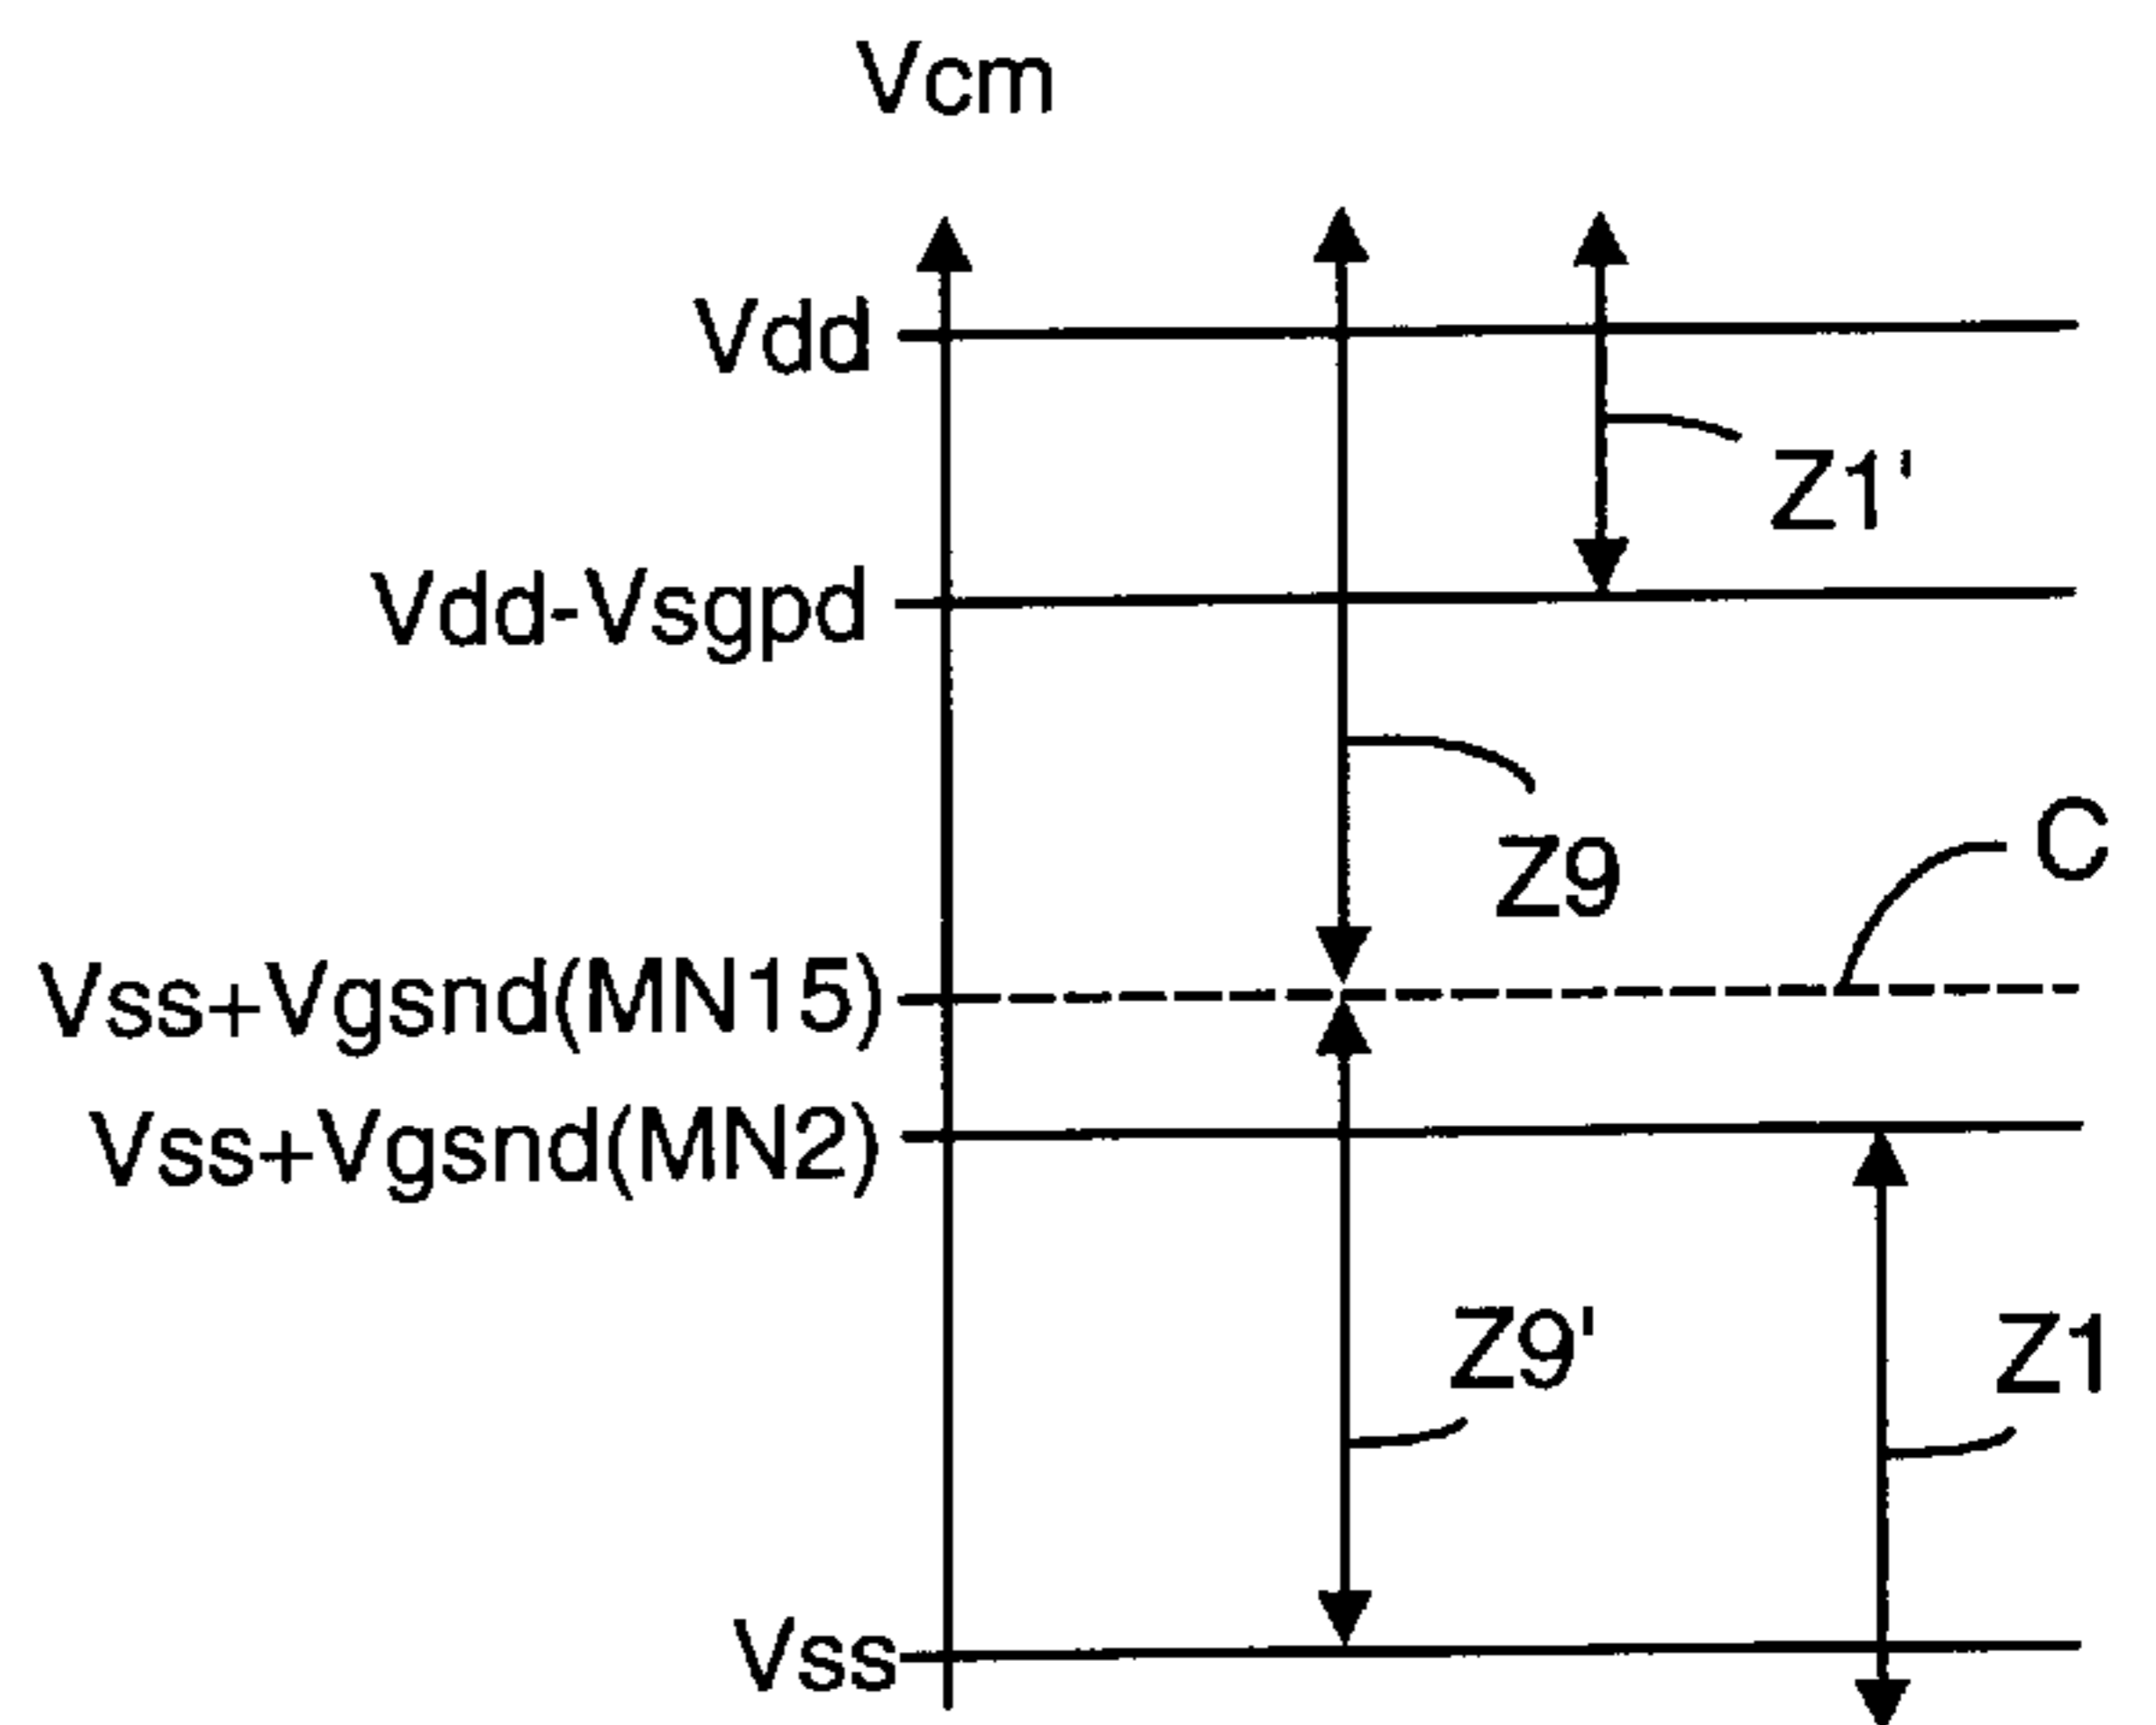 Vcm
Vdd
Z1'
Vdd-Vsgpd
C
Z9
Vss+Vgsnd(MN15)
Vss+Vgsnd(MN2)
Z9'
Z1
Vss